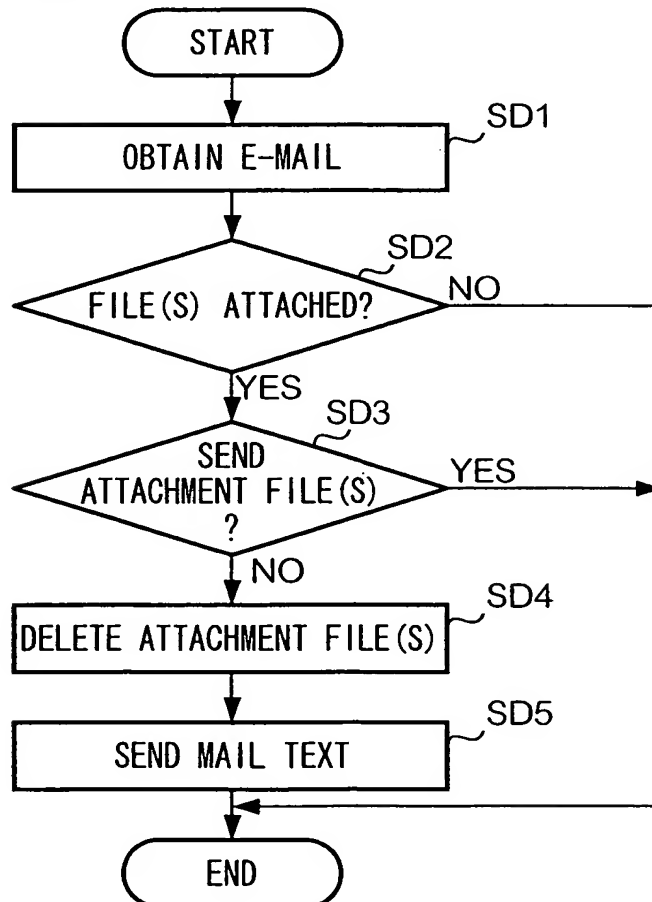 START
SD1
OBTAIN E-MAIL
SD2
FILE(S) ATTACHED?
NO
YES
SD3
SEND
ATTACHMENT FILE(S)
?
YES
NO
SD4
DELETE ATTACHMENT FILE(S)
SD5
SEND MAIL TEXT
END